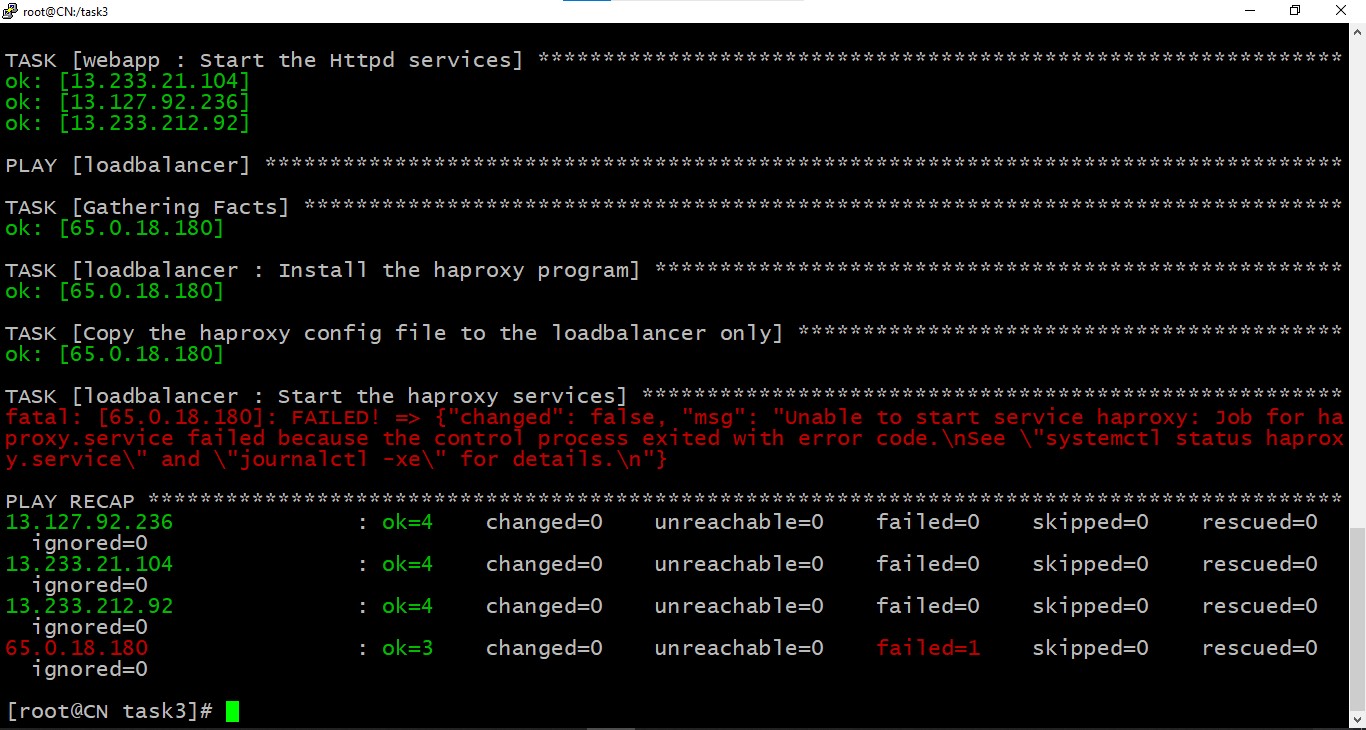 root@CN:/task3
TASK [webapp : Start the Httpd services] **************************************************************
ok: [13.233.21.104]
ok: [13.127.92.236]
ok: [13.233.212.92]
PLAY [loadbalancer] ***********************************************************************************
TASK [Gathering Facts] ********************************************************************************
ok: [65.0.18.180]
TASK [loadbalancer : Install the haproxy program] *****************************************************
ok: [65.0.18.180]
TASK [Copy the haproxy config file to the loadbalancer only] ******************************************
ok: [65.0.18.180]
TASK [loadbalancer : Start the haproxy services] ******************************************************
fatal: [65.0.18.180]: FAILED! => {"changed": false, "msg": "Unable to start service haproxy: Job for ha
proxy.service failed because the control process exited with error code.\nSee \"systemctl status haprox
y.service\" and \"journalctl -xe\" for details.\n"}
PLAY RECAP ********************************************************************************************
13.127.92.236              : ok=4    changed=0    unreachable=0    failed=0    skipped=0    rescued=0
  ignored=0
13.233.21.104              : ok=4    changed=0    unreachable=0    failed=0    skipped=0    rescued=0
  ignored=0
13.233.212.92              : ok=4    changed=0    unreachable=0    failed=0    skipped=0    rescued=0
  ignored=0
65.0.18.180                : ok=3    changed=0    unreachable=0    failed=1    skipped=0    rescued=0
  ignored=0
[root@CN task3]#